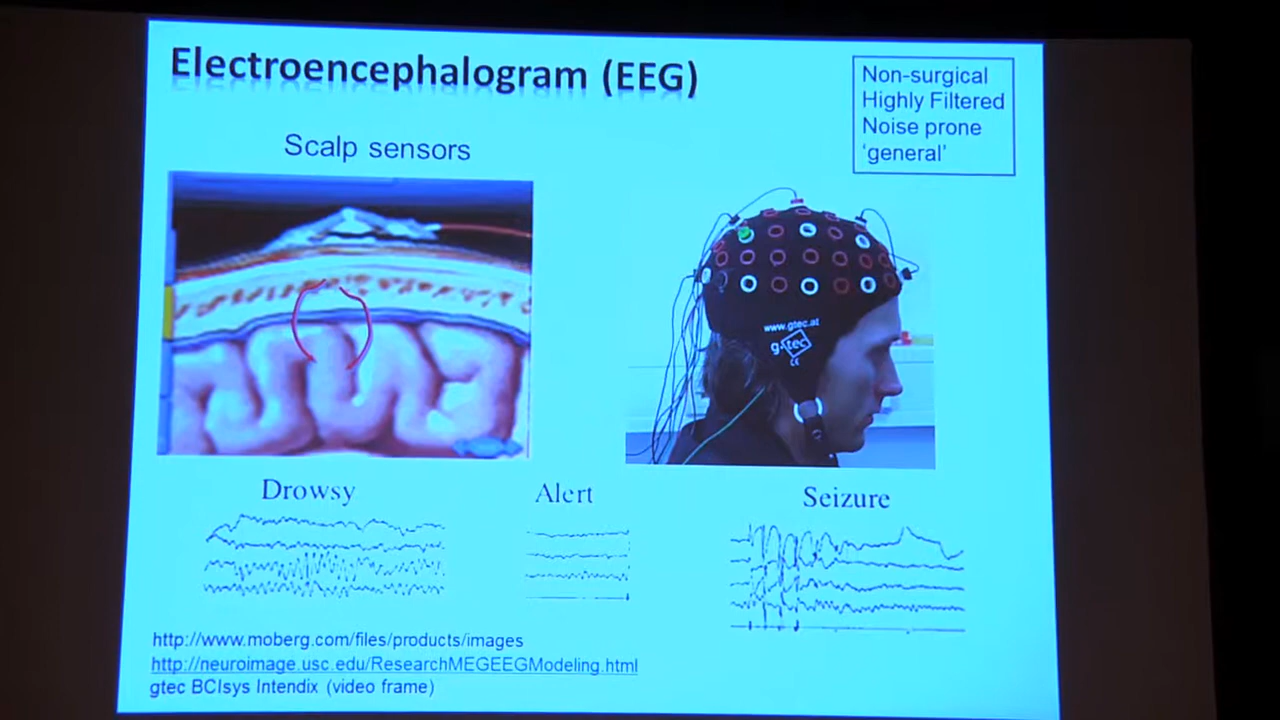 Electroencephalogram (EEG)
Non-surgical
Highly Filtered
Noise prone
‘general’
Scalp sensors
www.gtec.at
g.tec
CE
Drowsy
Alert
Seizure
http://www.moberg.com/files/products/images
http://neuroimage.usc.edu/ResearchMEGEEGModeling.html
gtec BCIsys Intendix (video frame)